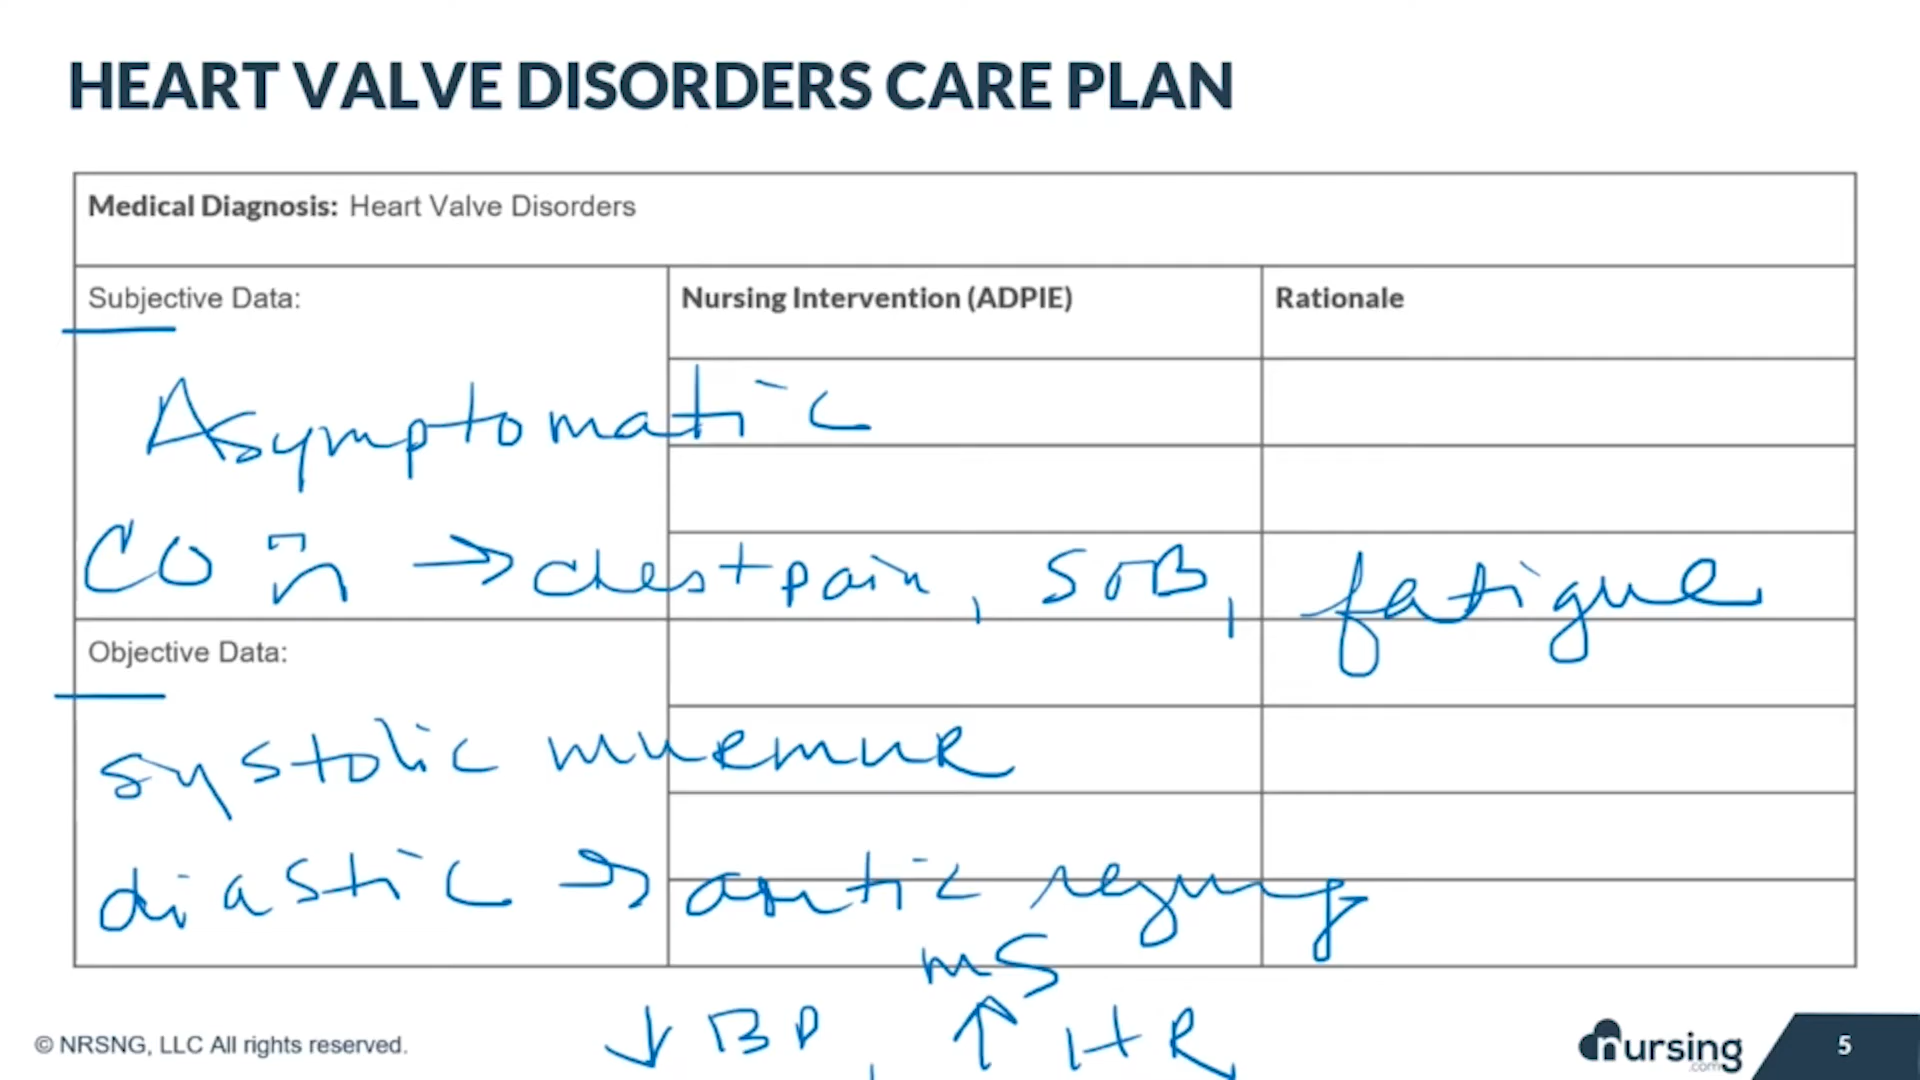 HEART VALVE DISORDERS CARE PLAN
Medical Diagnosis: Heart Valve Disorders
Subjective Data:
Nursing Intervention (ADPIE)
Rationale
Asymptomatic
CO → chest pain, SOB, fatigue
Objective Data:
systolic murmur
diastic → aortic regurg
mS
↓ BP, ↑ HR,
© NRSNG, LLC All rights reserved.
nursing
.com
5